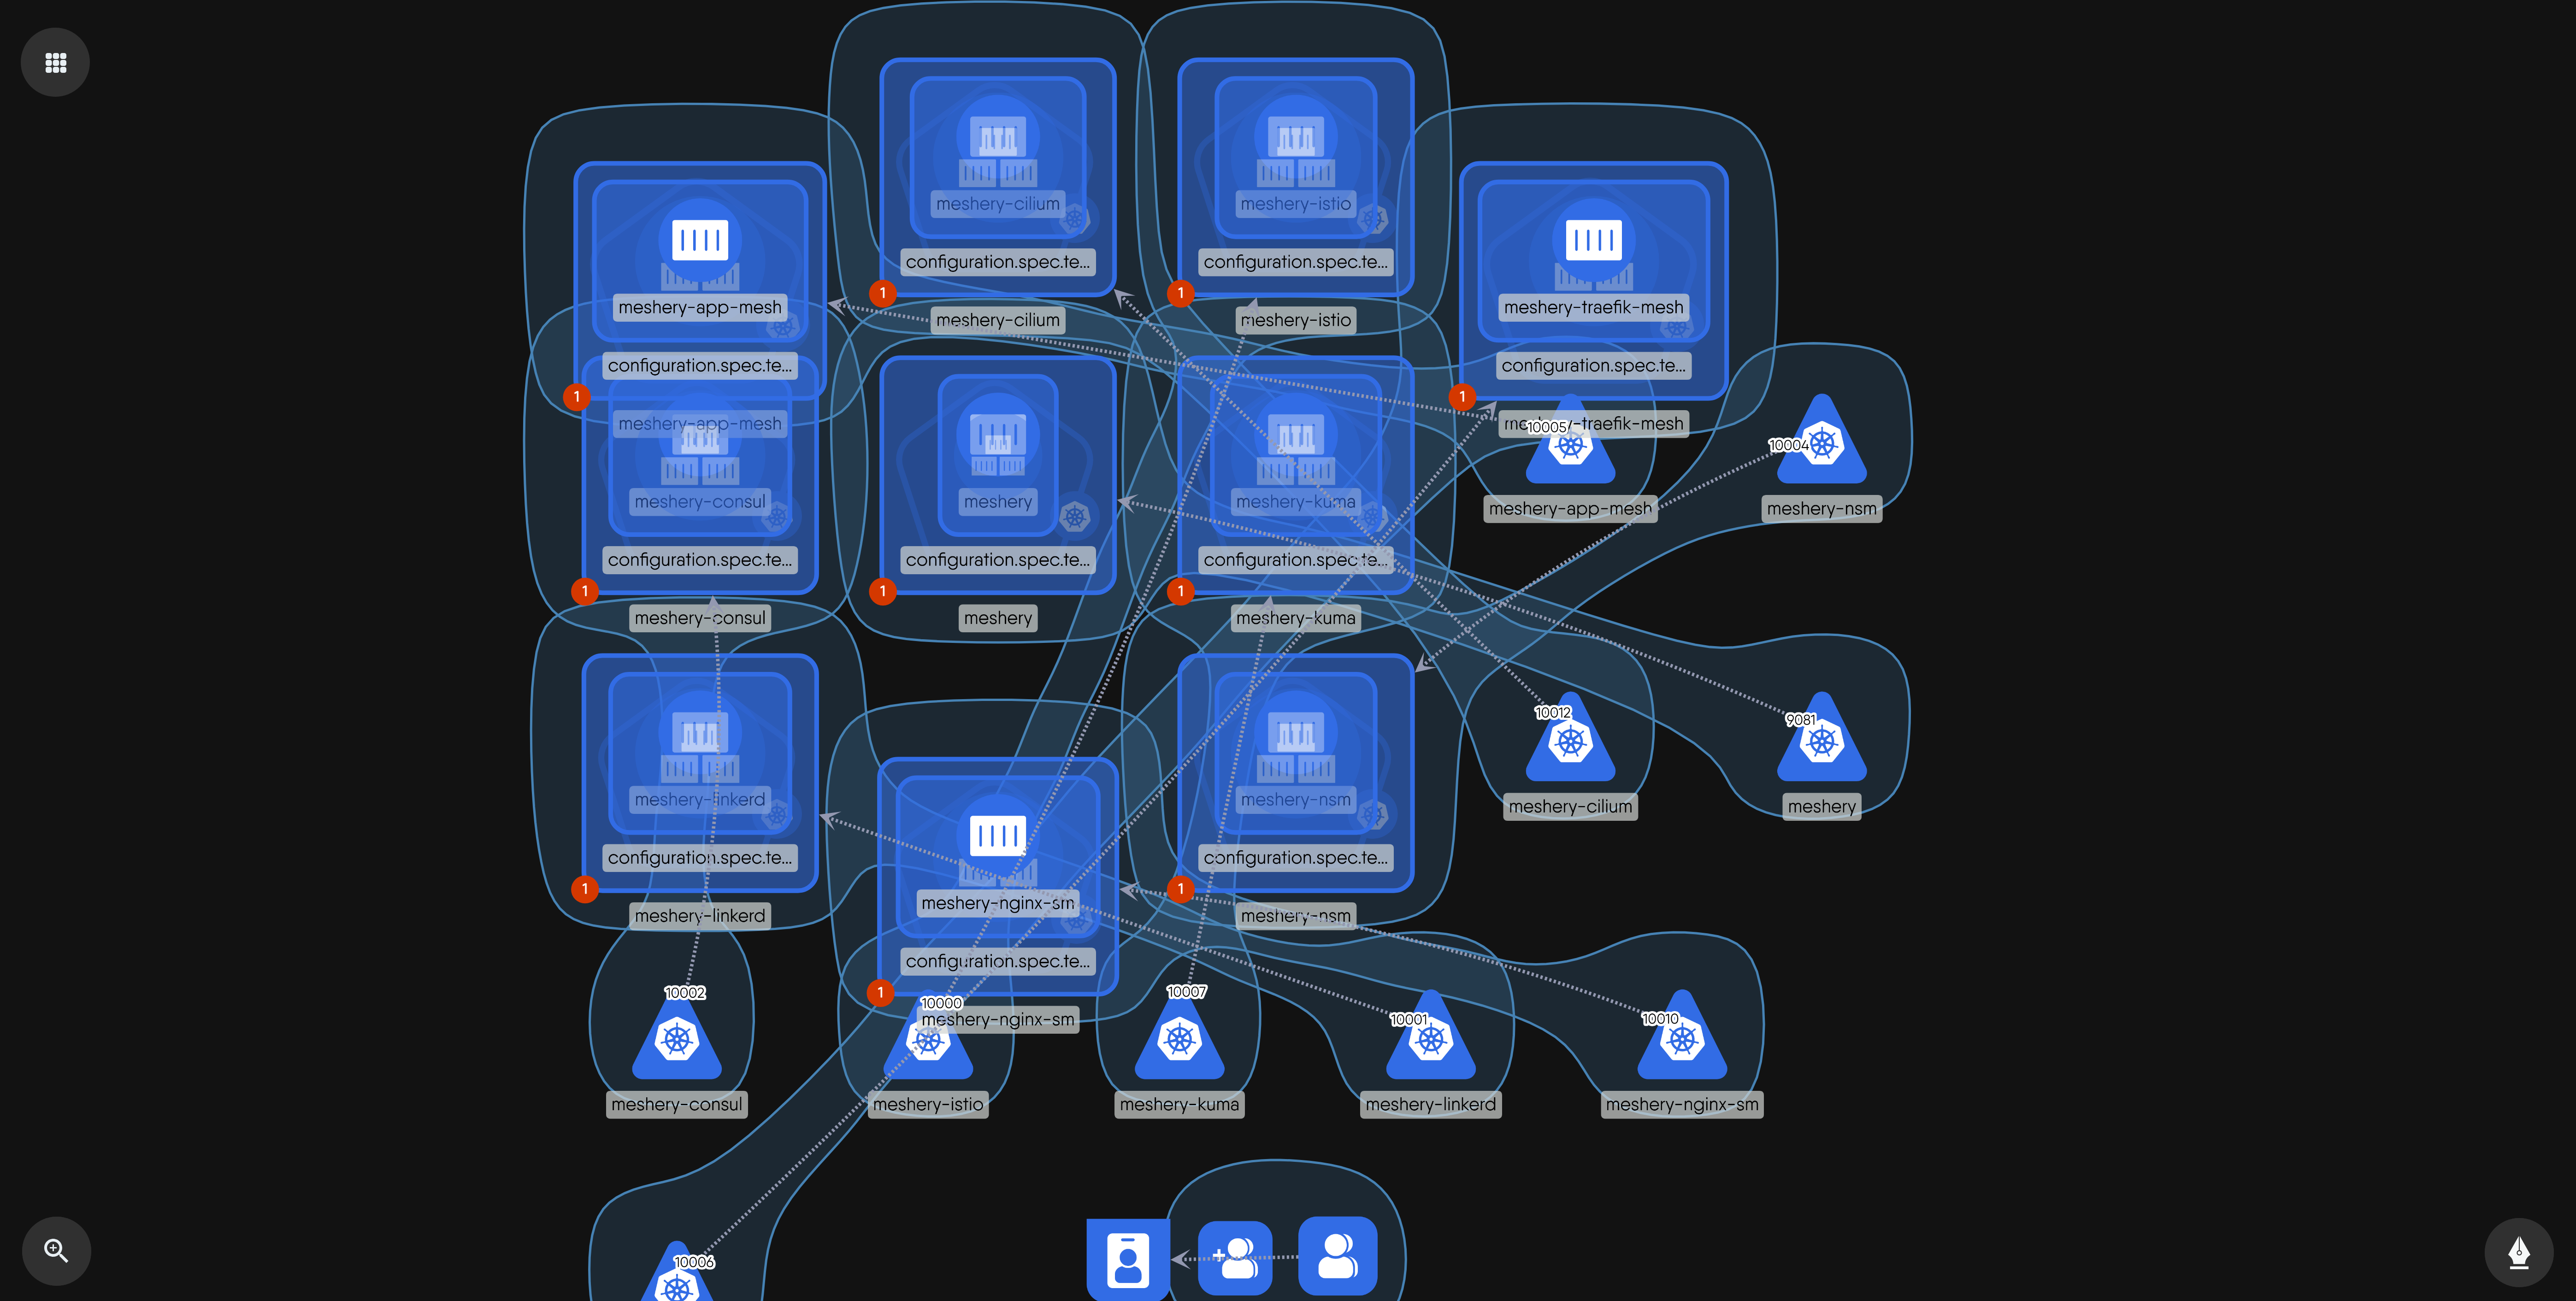 meshery-cilium
configuration.spec.te...
1
meshery-cilium
meshery-istio
configuration.spec.te...
1
meshery-istio
meshery-app-mesh
configuration.spec.te...
1
meshery-app-mesh
meshery-traefik-mesh
configuration.spec.te...
1
meshery-traefik-mesh
10005
meshery-app-mesh
10004
meshery-nsm
meshery-consul
configuration.spec.te...
1
meshery-consul
meshery
configuration.spec.te...
1
meshery
meshery-kuma
configuration.spec.te...
1
meshery-kuma
meshery-linkerd
configuration.spec.te...
1
meshery-linkerd
meshery-nginx-sm
configuration.spec.te...
1
meshery-nginx-sm
meshery-nsm
configuration.spec.te...
1
meshery-nsm
10012
meshery-cilium
9081
meshery
10002
meshery-consul
10000
meshery-istio
10007
meshery-kuma
10001
meshery-linkerd
10010
meshery-nginx-sm
10006